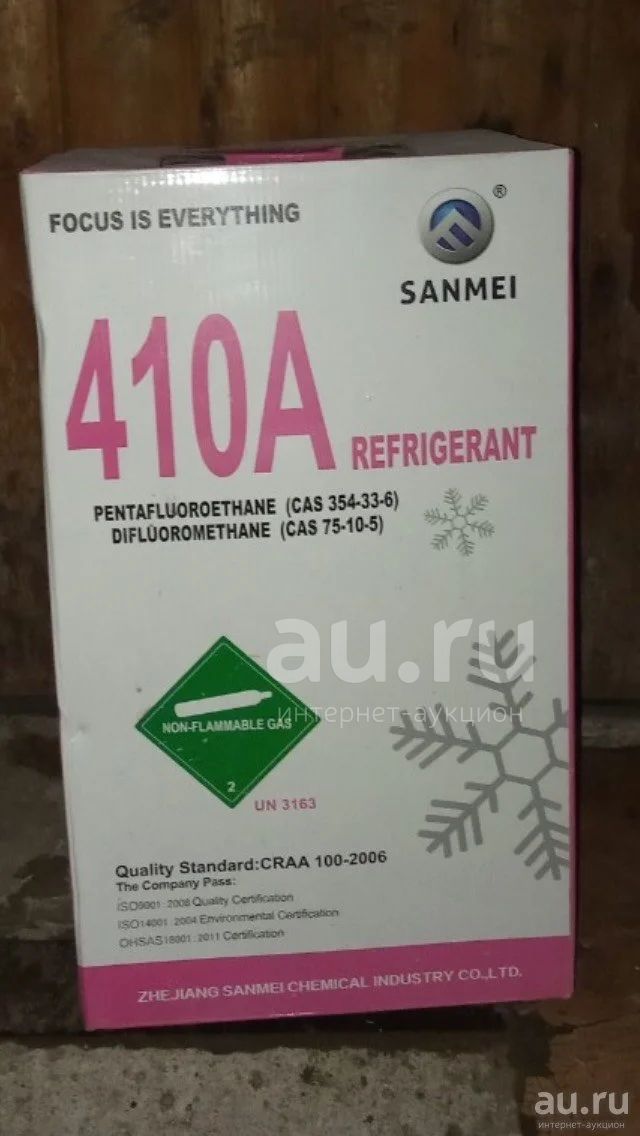 FOCUS IS EVERYTHING
®
SANMEI
410A REFRIGERANT
PENTAFLUOROETHANE (CAS 354-33-6)
DIFLUOROMETHANE (CAS 75-10-5)
au.ru
интернет-аукцион
NON-FLAMMABLE GAS
2
UN 3163
Quality Standard:CRAA 100-2006
The Company Pass:
ISO9001: 2008 Quality Certification
ISO14001: 2004 Environmental Certification
OHSAS18001: 2011 Certification
ZHEJIANG SANMEI CHEMICAL INDUSTRY CO.,LTD.
au.ru
интернет-аукцион